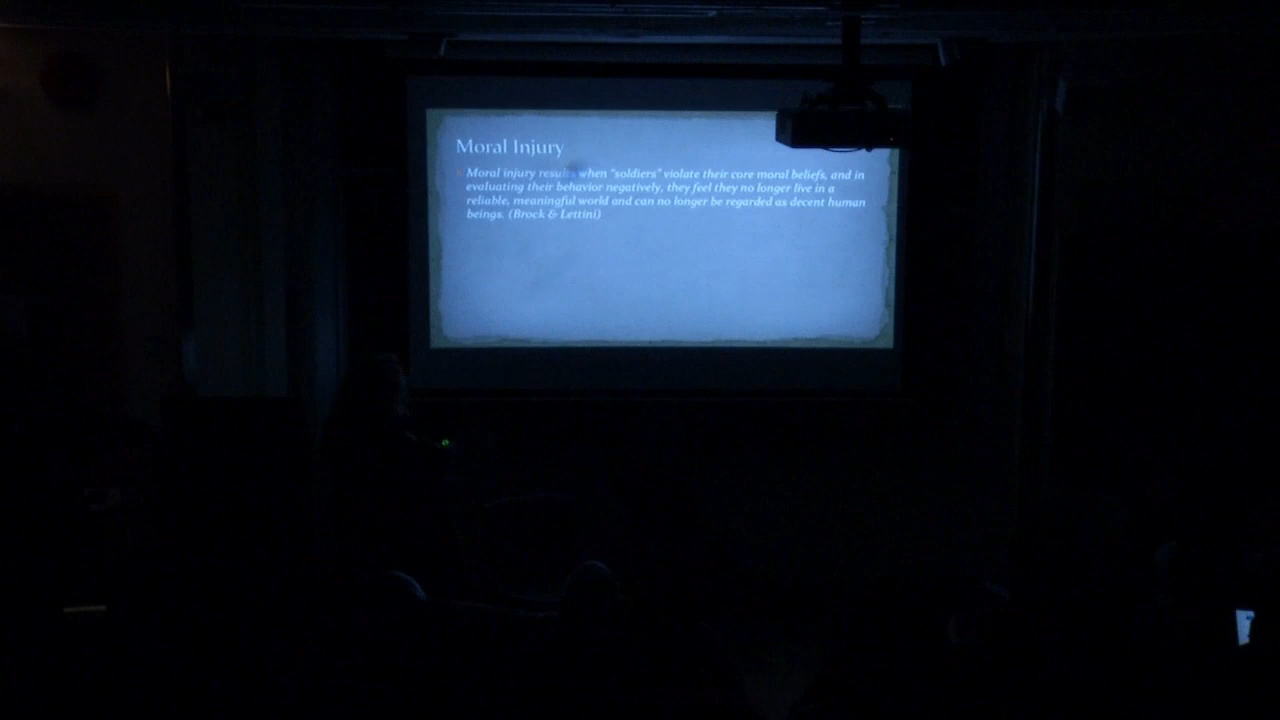 Moral Injury
Moral injury results when "soldiers" violate their core moral beliefs, and in
evaluating their behavior negatively, they feel they no longer live in a
reliable, meaningful world and can no longer be regarded as decent human
beings. (Brock & Lettini)